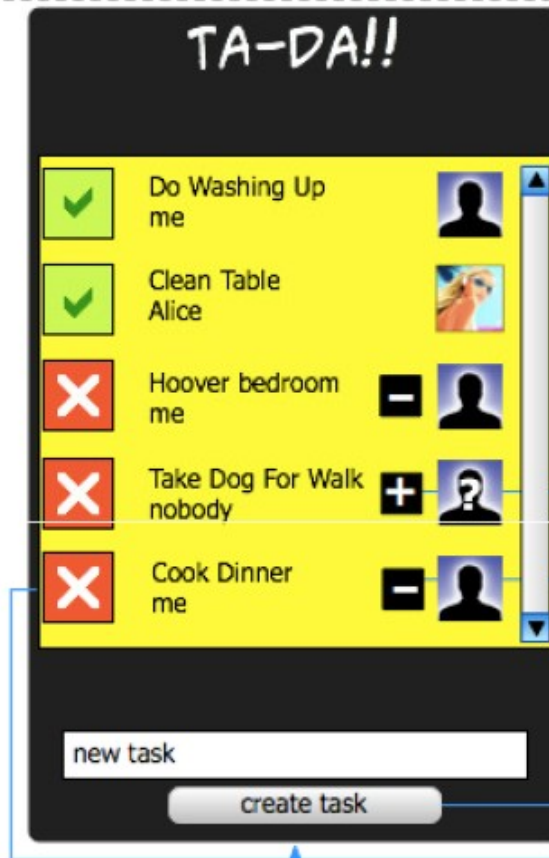 TA-DA!!
Do Washing Up
me
Clean Table
Alice
Hoover bedroom
me
Take Dog For Walk
nobody
?
Cook Dinner
me
new task
create task